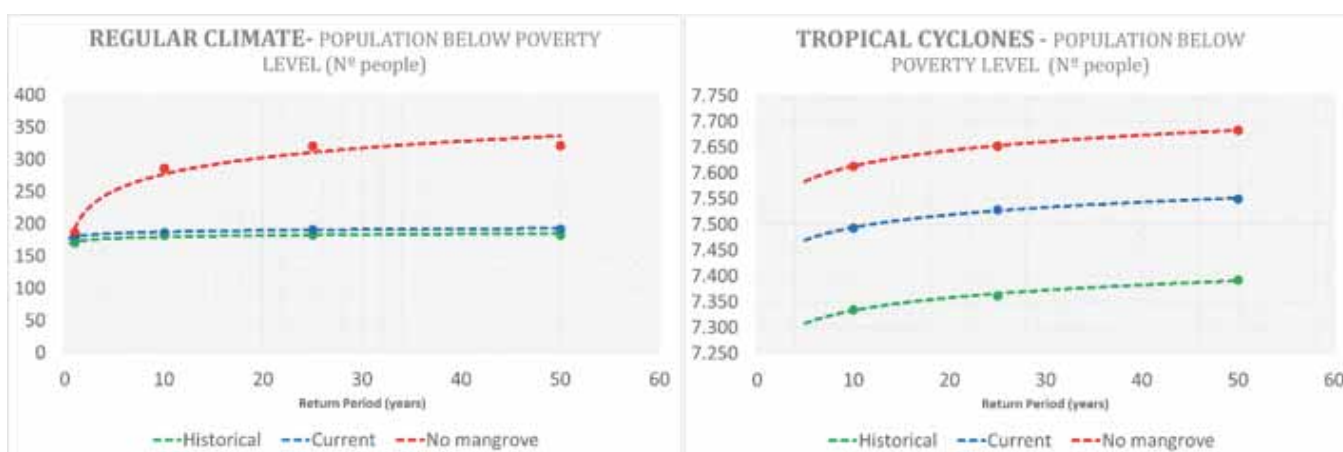 REGULAR CLIMATE- POPULATION BELOW POVERTY
LEVEL (Nº people)
400
350
300
250
200
150
100
50
0
0 10 20 30 40 50 60
Return Period (years)
Historical Current No mangrove
TROPICAL CYCLONES - POPULATION BELOW
POVERTY LEVEL (Nº people)
7.750
7.700
7.650
7.600
7.550
7.500
7.450
7.400
7.350
7.300
7.250
0 10 20 30 40 50 60
Return Period (years)
Historical Current No mangrove